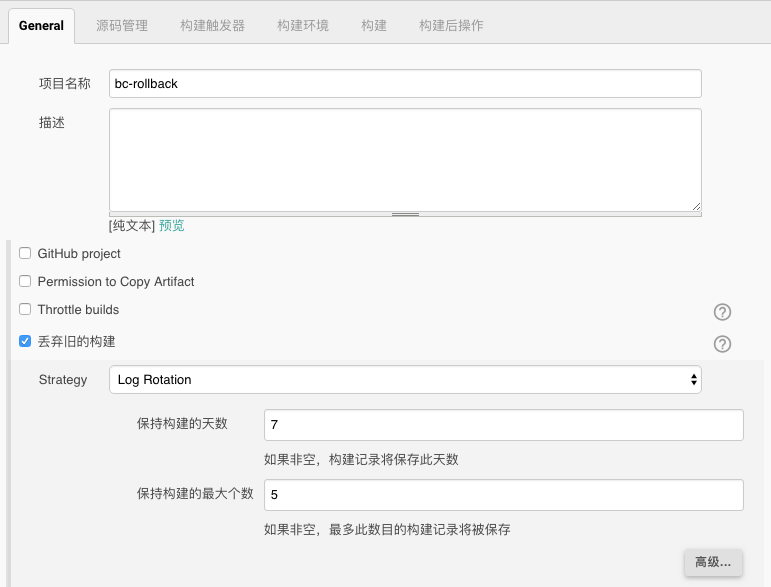 General 源码管理 构建触发器 构建环境 构建 构建后操作
项目名称 bc-rollback
描述
[纯文本] 预览
GitHub project
Permission to Copy Artifact
Throttle builds ?
丢弃旧的构建 ?
Strategy Log Rotation
保持构建的天数 7
如果非空，构建记录将保存此天数
保持构建的最大个数 5
如果非空，最多此数目的构建记录将被保存
高级...